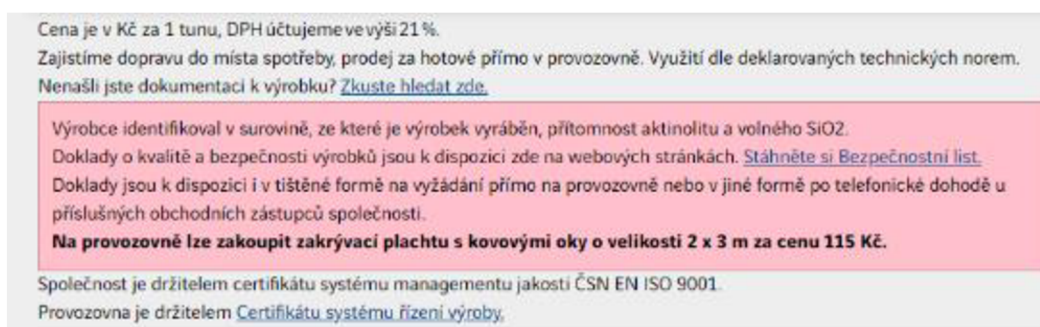 Cena je v Kč za 1 tunu, DPH účtujeme ve výši 21 %.
Zajistíme dopravu do místa spotřeby, prodej za hotové přímo v provozovně. Využití dle deklarovaných technických norem.
Nenašli jste dokumentaci k výrobku? Zkuste hledat zde.
Výrobce identifikoval v surovině, ze které je výrobek vyráběn, přítomnost aktinolitu a volného SiO2.
Doklady o kvalitě a bezpečnosti výrobků jsou k dispozici zde na webových stránkách. Stáhněte si Bezpečnostní list.
Doklady jsou k dispozici i v tištěné formě na vyžádání přímo na provozovně nebo v jiné formě po telefonické dohodě u
příslušných obchodních zástupců společnosti.
Na provozovně lze zakoupit zakrývací plachtu s kovovými oky o velikosti 2 x 3 m za cenu 115 Kč.
Společnost je držitelem certifikátu systému managementu jakosti ČSN EN ISO 9001.
Provozovna je držitelem Certifikátu systému řízení výroby.